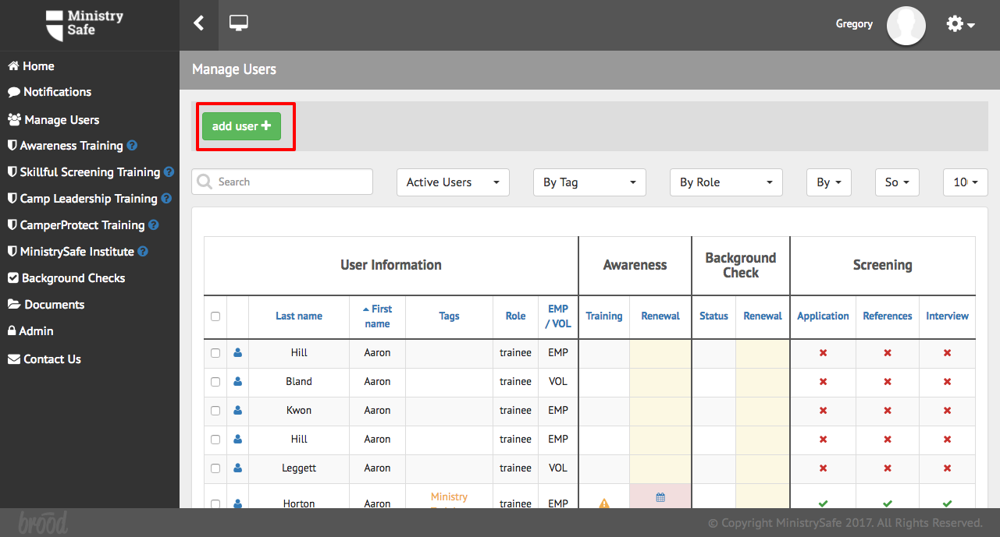 Ministry
Safe
Gregory
Home
Notifications
Manage Users
Awareness Training
Skillful Screening Training
Camp Leadership Training
CamperProtect Training
MinistrySafe Institute
Background Checks
Documents
Admin
Contact Us
Manage Users
add user
Search
Active Users
By Tag
By Role
By
So
10
User Information
Awareness
Background
Check
Screening
Last name
First
name
Tags
Role
EMP
/ VOL
Training
Renewal
Status
Renewal
Application
References
Interview
Hill Aaron trainee EMP
Bland Aaron trainee VOL
Kwon Aaron trainee EMP
Hill Aaron trainee EMP
Leggett Aaron trainee VOL
Horton Aaron Ministry trainee EMP
brood
© Copyright MinistrySafe 2017. All Rights Reserved.